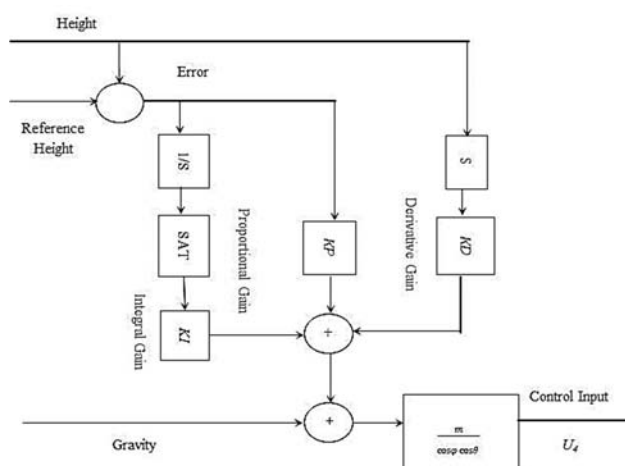 Height
Error
Reference
Height
1/S
S
SAT
Proportional Gain
KP
Derivative Gain
KD
Integral Gain
KI
+
+
Gravity
m
cosφ cosθ
Control Input
U4